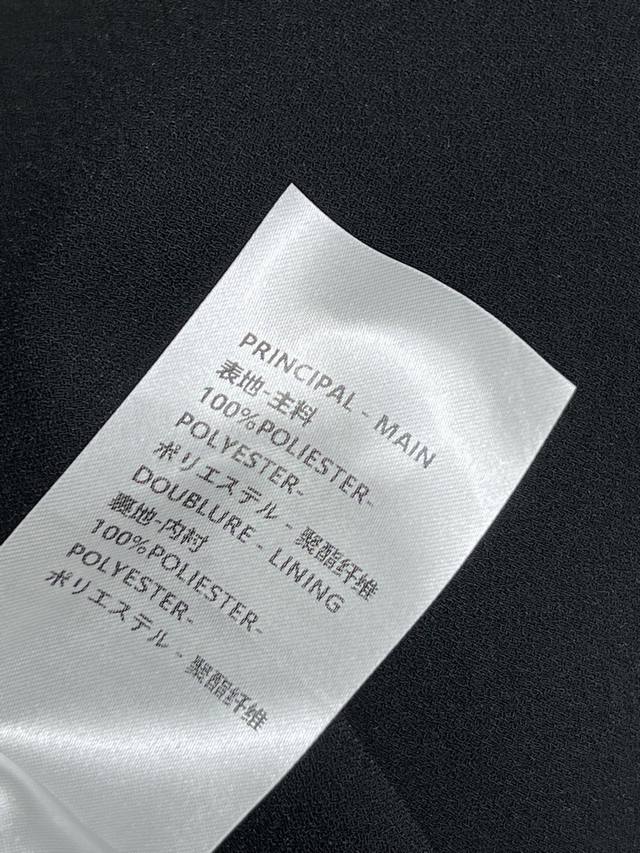 PRINCIPAL - MAIN
表地-主料
100%POLIESTER-
POLYESTER-
ポリエステル - 聚酯纤维
DOUBLURE - LINING
裏地-内村
100%POLIESTER-
POLYESTER-
ポリエステル - 聚酯纤维